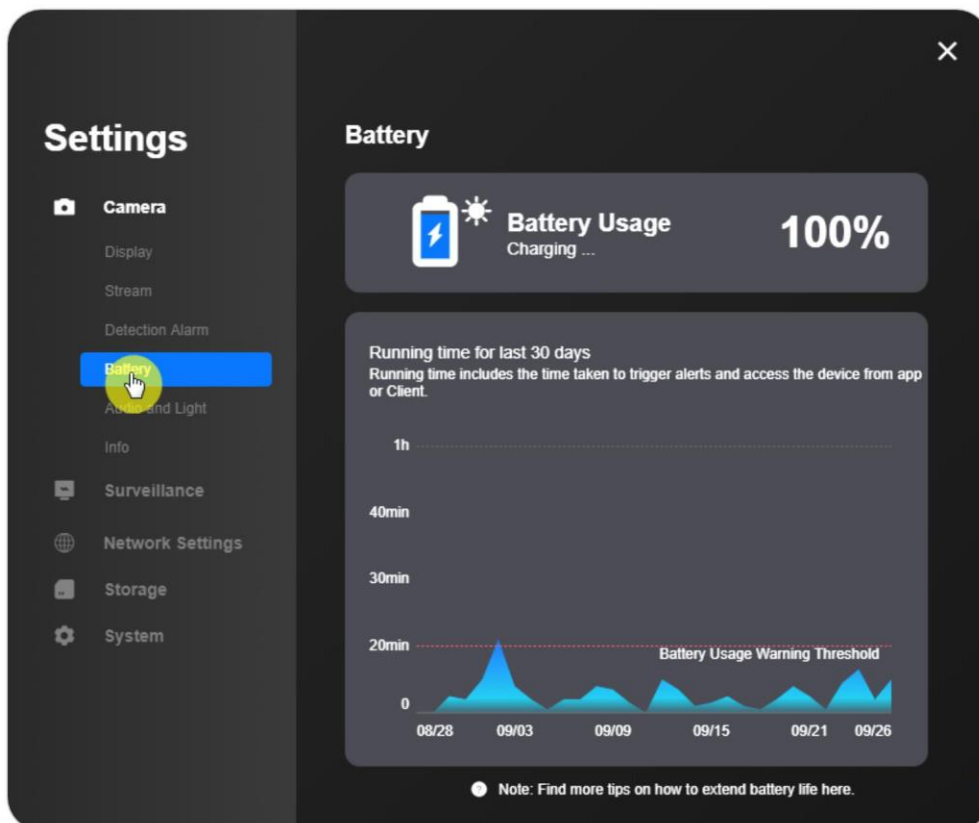 Settings
Camera
Display
Stream
Detection Alarm
Battery
Audio and Light
Info
Surveillance
Network Settings
Storage
System
Battery
Battery Usage
Charging ...
100%
Running time for last 30 days
Running time includes the time taken to trigger alerts and access the device from app
or Client.
1h
40min
30min
20min
Battery Usage Warning Threshold
0
08/28 09/03 09/09 09/15 09/21 09/26
? Note: Find more tips on how to extend battery life here.